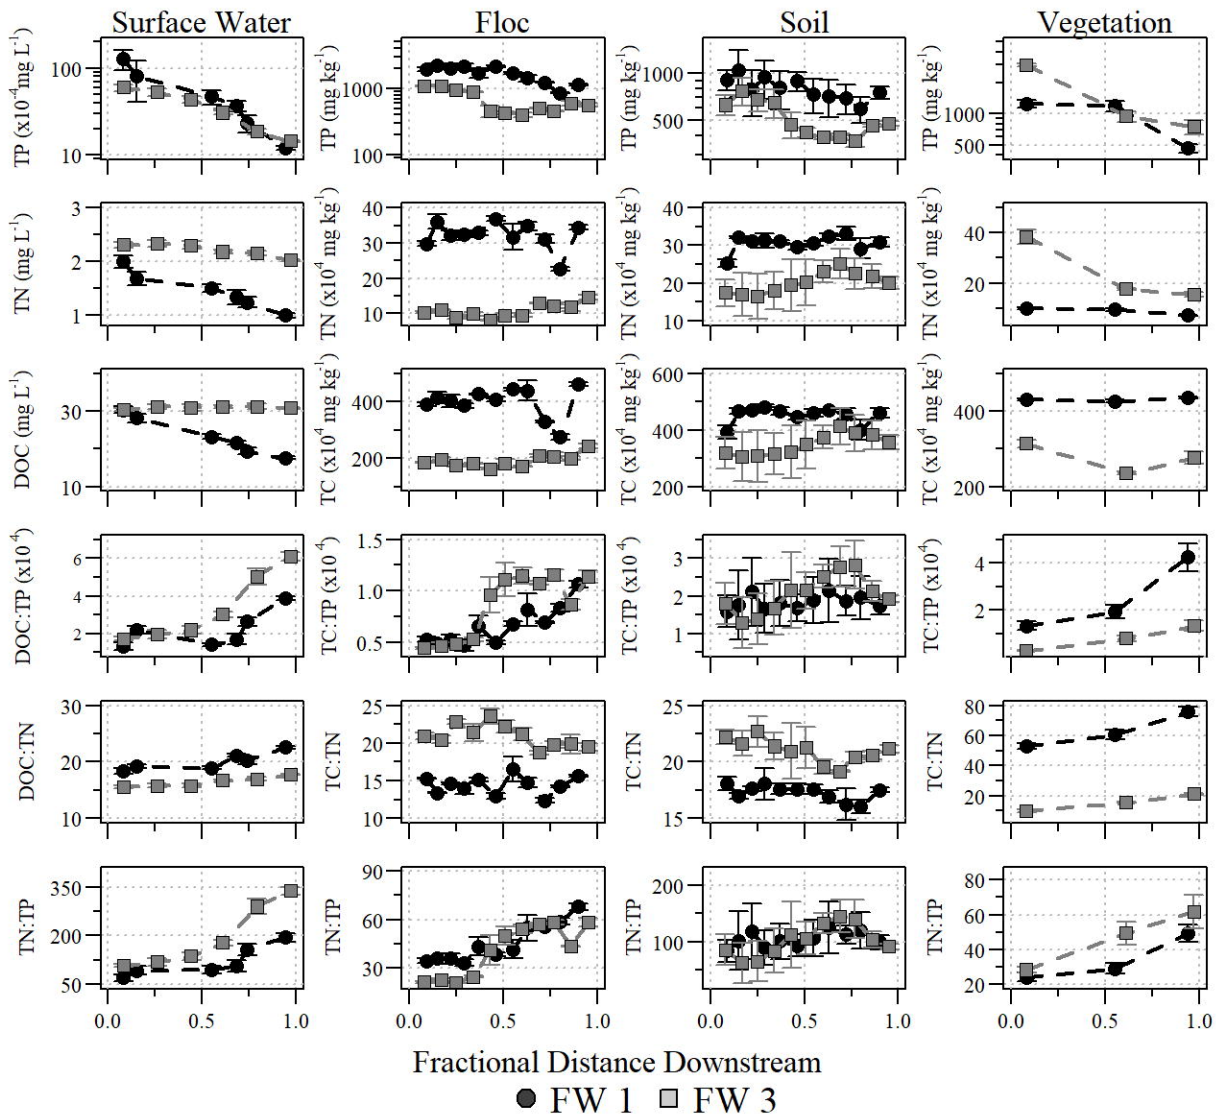 Surface Water Floc Soil Vegetation
TP (x10⁻⁴ mg L⁻¹) 100 10
TP (mg kg⁻¹) 1000 100
TP (mg kg⁻¹) 1000 500
TP (mg kg⁻¹) 1000 500
TN (mg L⁻¹) 3 2 1
TN (x10⁴ mg kg⁻¹) 40 30 20 10
TN (x10⁴ mg kg⁻¹) 40 30 20 10
TN (x10⁴ mg kg⁻¹) 40 20
DOC (mg L⁻¹) 30 10
TC (x10⁴ mg kg⁻¹) 400 200
TC (x10⁴ mg kg⁻¹) 600 400 200
TC (x10⁴ mg kg⁻¹) 400 200
DOC:TP (x10⁴) 6 4 2
TC:TP (x10⁴) 1.5 1.0 0.5
TC:TP (x10⁴) 3 2 1
TC:TP (x10⁴) 4 2
DOC:TN 30 20 10
TC:TN 25 20 15 10
TC:TN 25 20 15
TC:TN 80 60 40 20
TN:TP 350 200 50
TN:TP 90 60 30
TN:TP 200 100
TN:TP 80 60 40 20
0.0 0.5 1.0 0.0 0.5 1.0 0.0 0.5 1.0 0.0 0.5 1.0
Fractional Distance Downstream
FW 1 FW 3